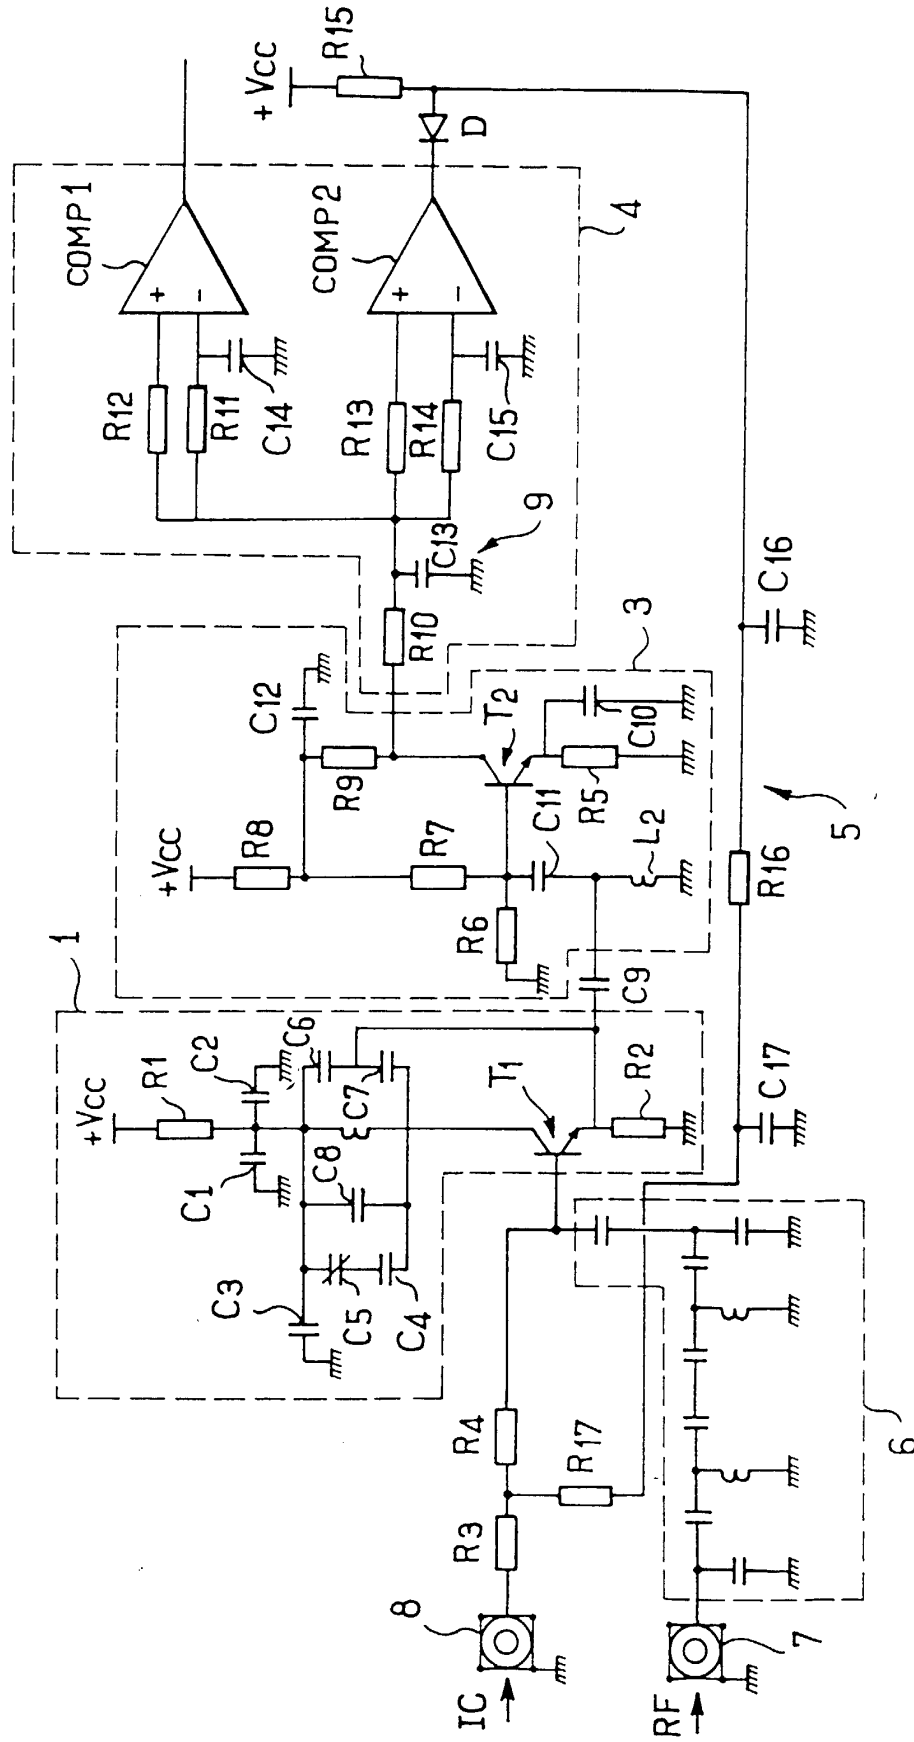 +VCC
R15
D
COMP1
COMP2
+
-
+
-
4
R12
R11
C14
R13
R14
C15
9
C13
R10
C16
3
C12
R9
T2
C10
R5
C11
L2
+VCC
R8
R7
R6
5
R16
1
C9
+VCC
R1
C2
C6
C7
C1
C8
T1
R2
C17
C3
C5
C4
R4
R17
R3
6
8
IC
7
RF